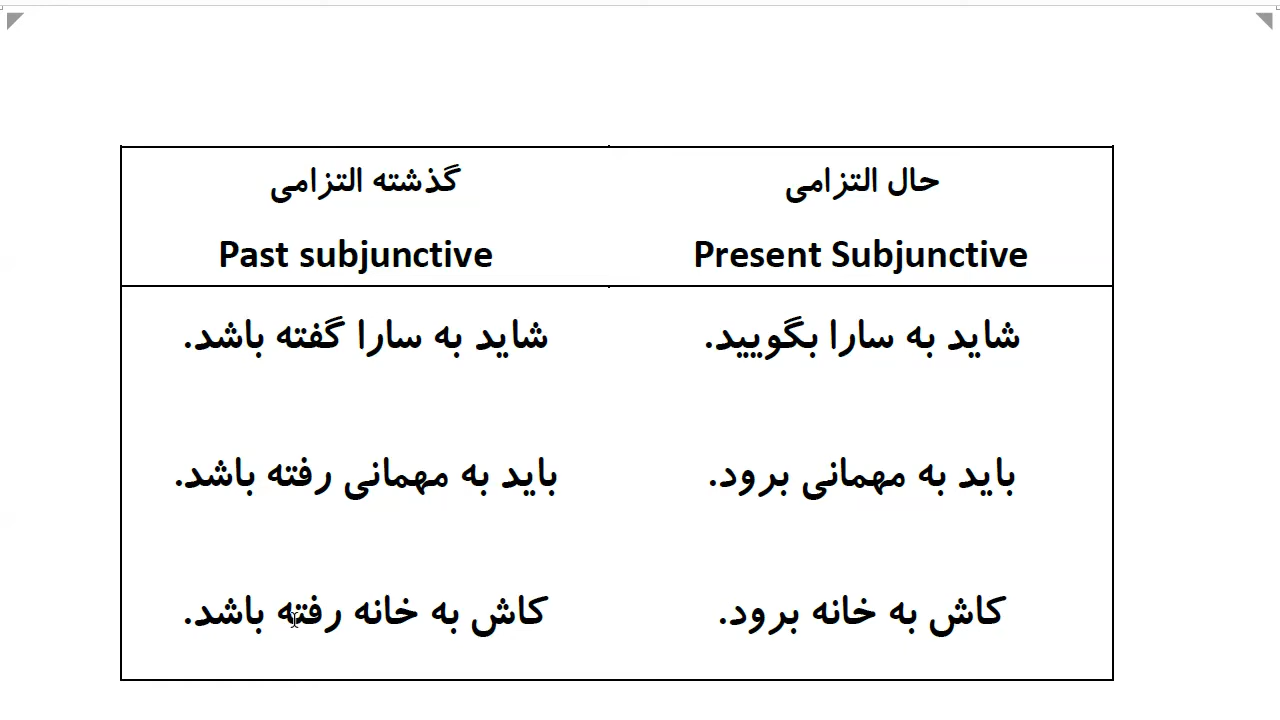 حال التزامی
گذشته التزامی
Present Subjunctive
Past subjunctive
شاید به سارا بگویید.
شاید به سارا گفته باشد.
باید به مهمانی برود.
باید به مهمانی رفته باشد.
کاش به خانه برود.
کاش به خانه رفته باشد.